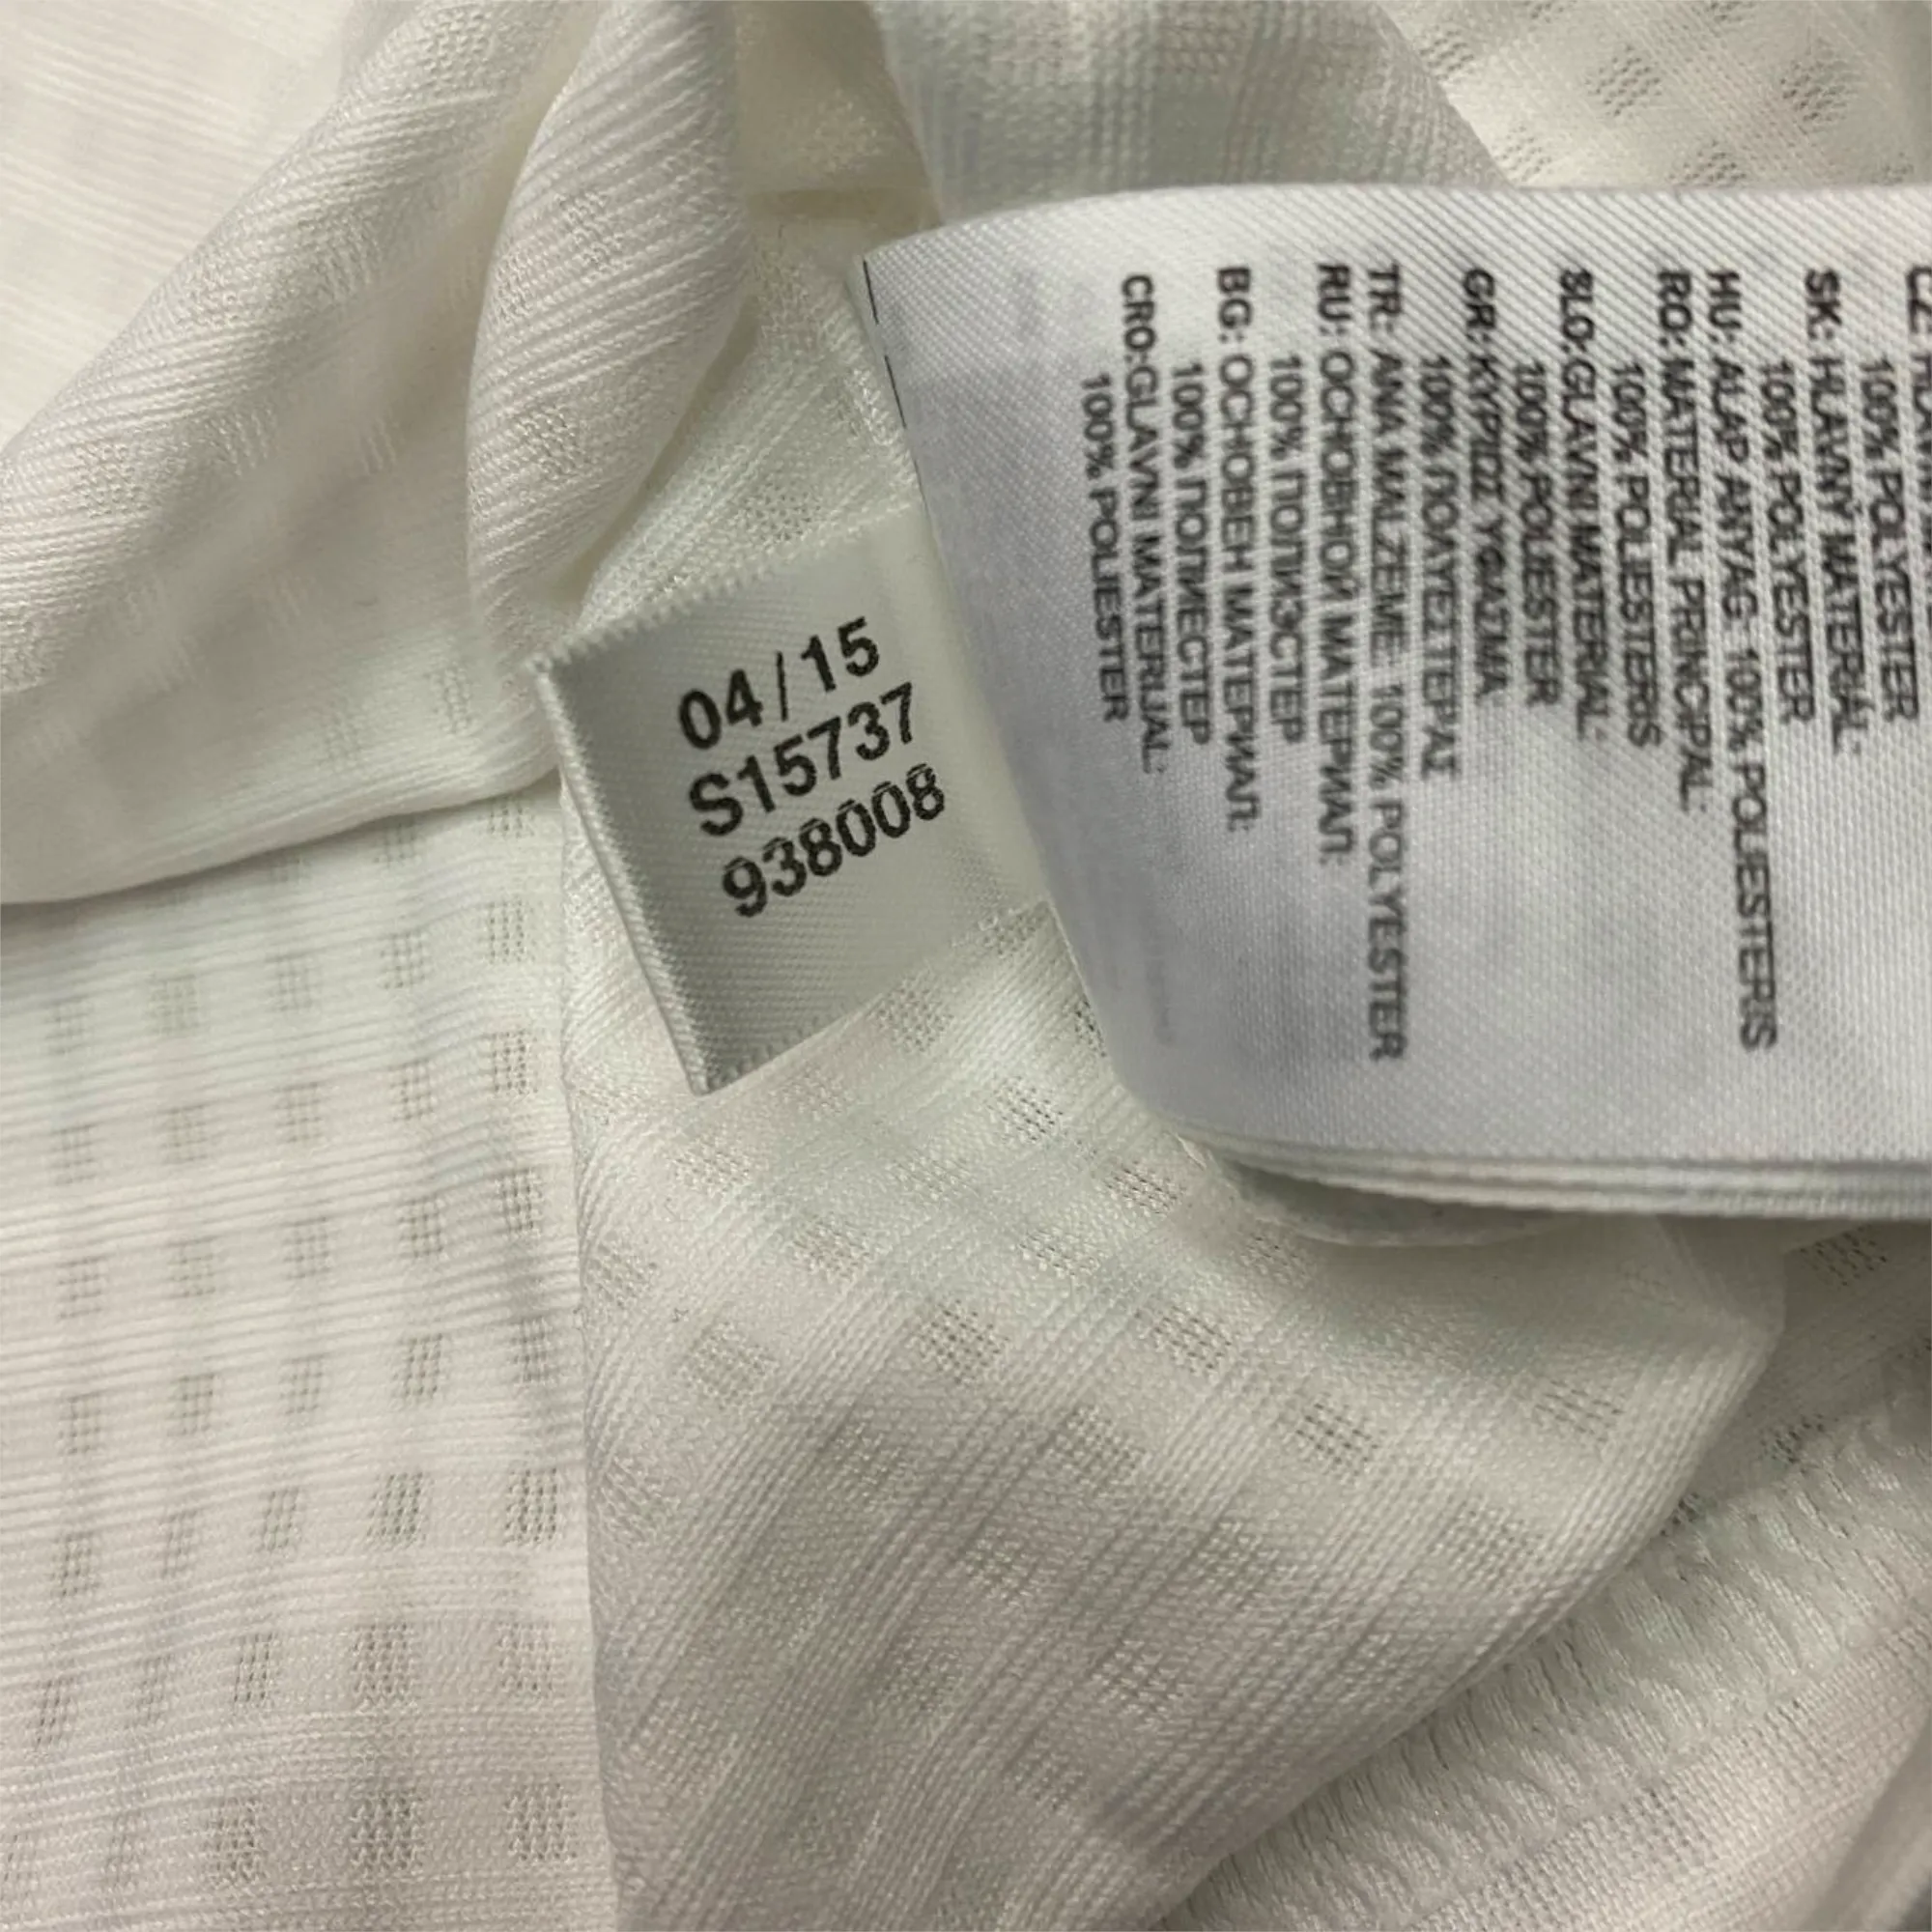 04/15
S15737
938008
100% POLYESTER
SK: HLAVNÝ MATERIÁL:
100% POLYESTER
HU: ALAP ANYAG: 100% POLIESTERIS
RO: MATERIAL PRINCIPAL:
100% POLIESTERS
SLO:GLAVNI MATERIAL:
100% POLIESTER
GR:ΚΥΡΙΩΣ ΥΦΑΣΜΑ
100% ΠΟΛΥΕΣΤΕΡΑΣ
TR: ANA MALZEME: 100% POLYESTER
RU: ОСНОВНОЙ МАТЕРИАЛ:
100% ПОЛИЭСТЕР
BG: ОСНОВЕН МАТЕРИАЛ:
100% ПОЛИЕСТЕР
CRO:GLAVNI MATERIJAL:
100% POLIESTER